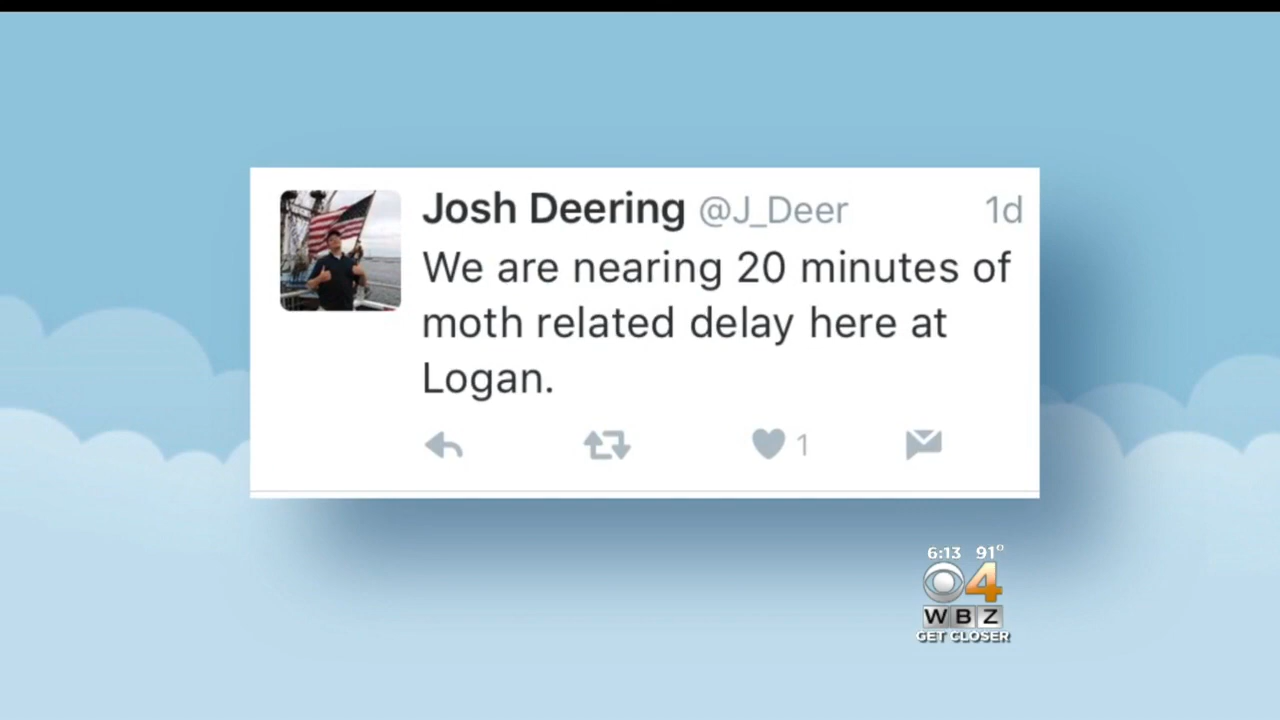 Josh Deering @J_Deer 1d
We are nearing 20 minutes of
moth related delay here at
Logan.
1
6:13 91°
4
WBZ
GET CLOSER